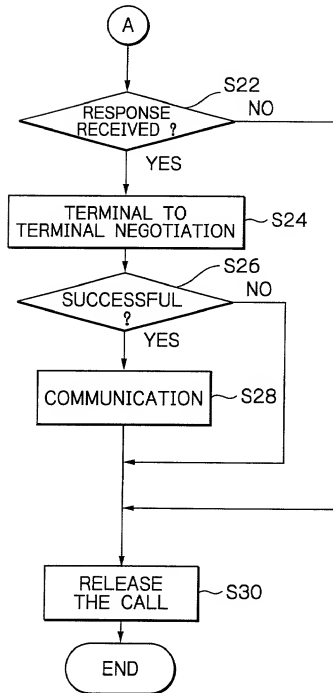 A
S22
RESPONSE
RECEIVED ?
NO
YES
TERMINAL TO
TERMINAL NEGOTIATION
S24
S26
SUCCESSFUL
?
NO
YES
COMMUNICATION
S28
RELEASE
THE CALL
S30
END